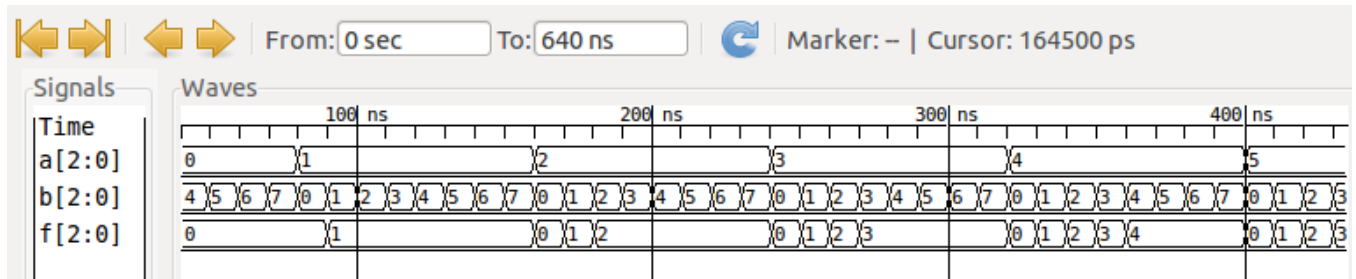 From: 0 sec To: 640 ns Marker: -- | Cursor: 164500 ps
Signals Waves
Time 100 ns 200 ns 300 ns 400 ns
a[2:0] 0 1 2 3 4 5
b[2:0] 4 5 6 7 0 1 2 3 4 5 6 7 0 1 2 3 4 5 6 7 0 1 2 3 4 5 6 7 0 1 2 3 4 5 6 7 0 1 2 3
f[2:0] 0 1 0 1 2 0 1 2 3 0 1 2 3 4 0 1 2 3